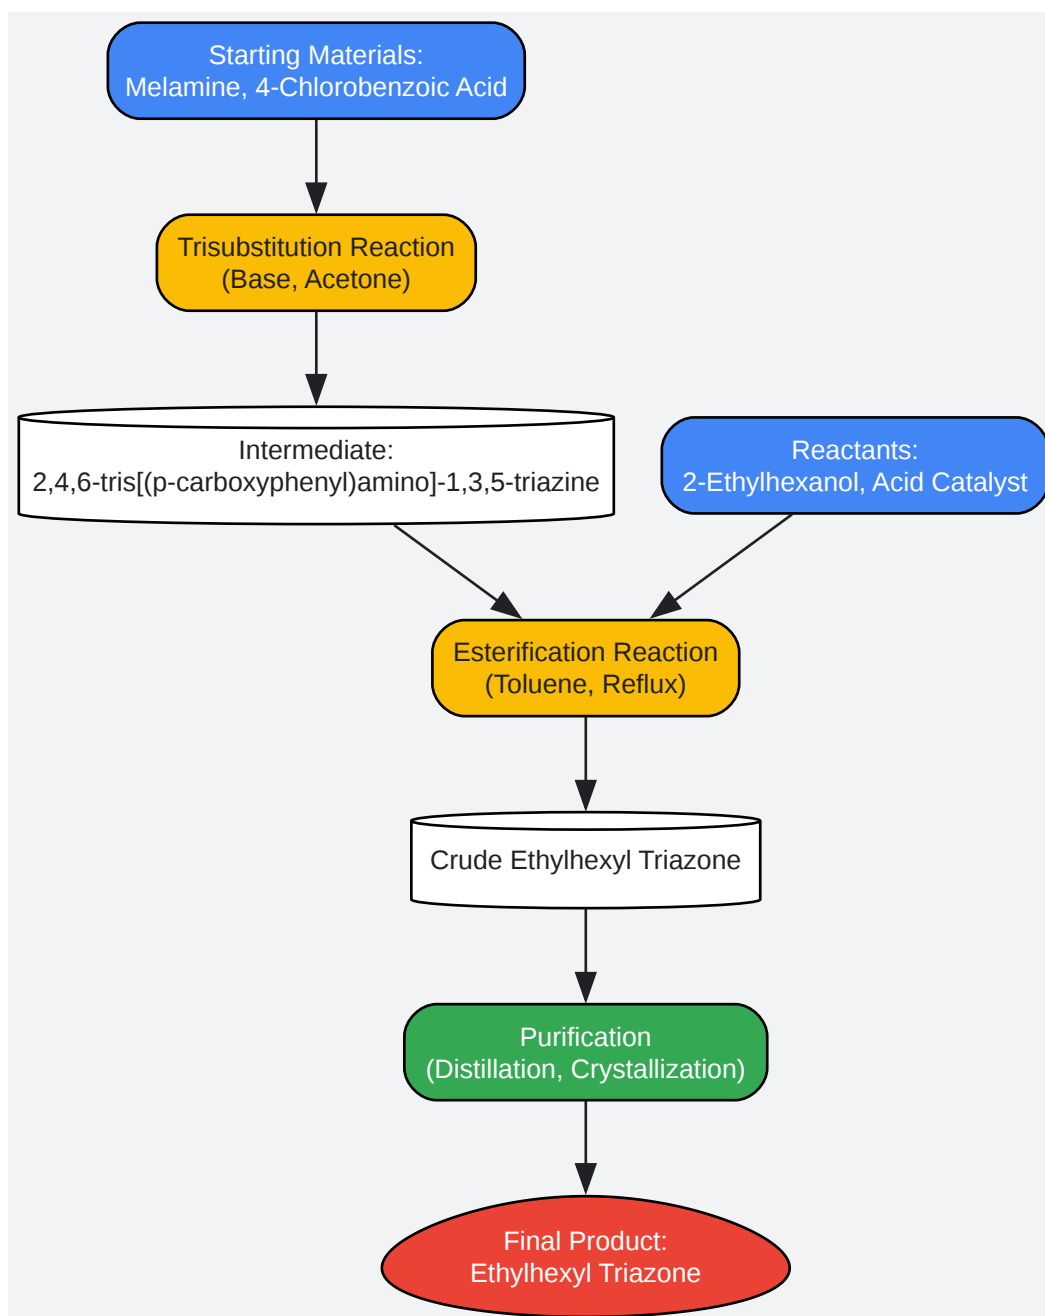 Starting Materials:
Melamine, 4-Chlorobenzoic Acid
Trisubstitution Reaction
(Base, Acetone)
Intermediate:
2,4,6-tris[(p-carboxyphenyl)amino]-1,3,5-triazine
Reactants:
2-Ethylhexanol, Acid Catalyst
Esterification Reaction
(Toluene, Reflux)
Crude Ethylhexyl Triazone
Purification
(Distillation, Crystallization)
Final Product:
Ethylhexyl Triazone